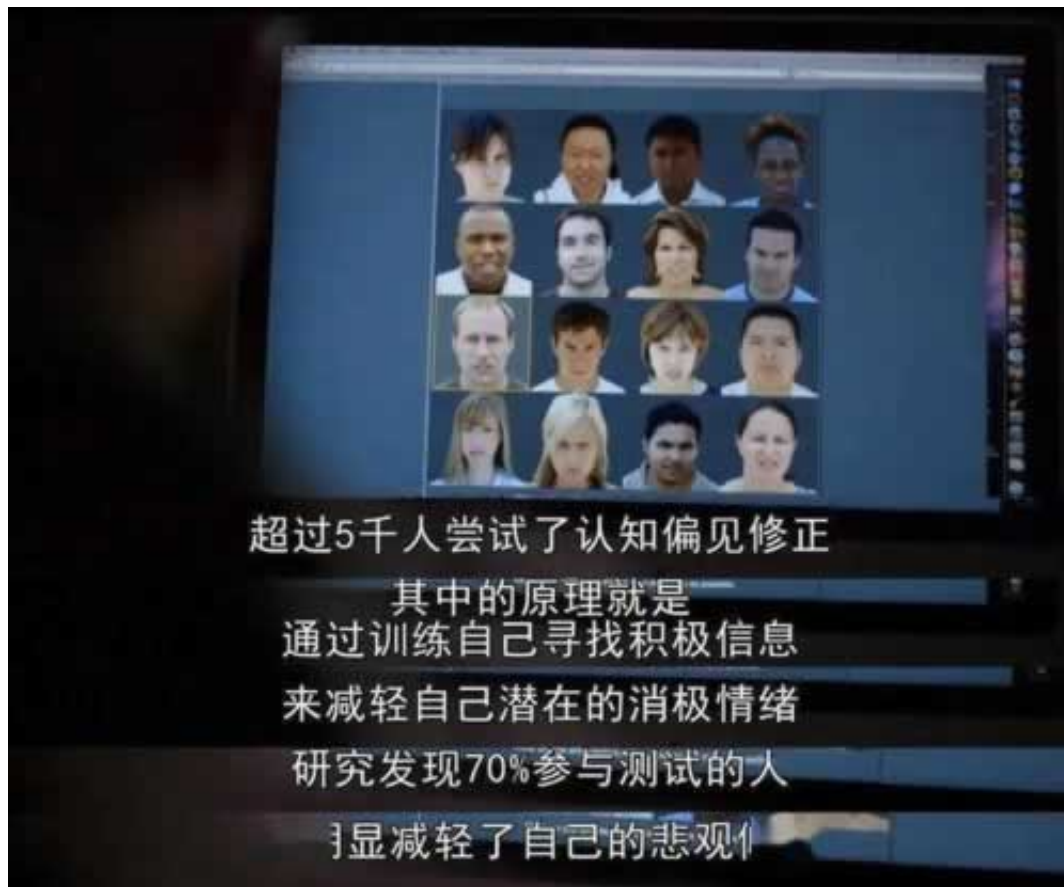 超过5千人尝试了认知偏见修正
其中的原理就是
通过训练自己寻找积极信息
来减轻自己潜在的消极情绪
研究发现70%参与测试的人
显减轻了自己的悲观